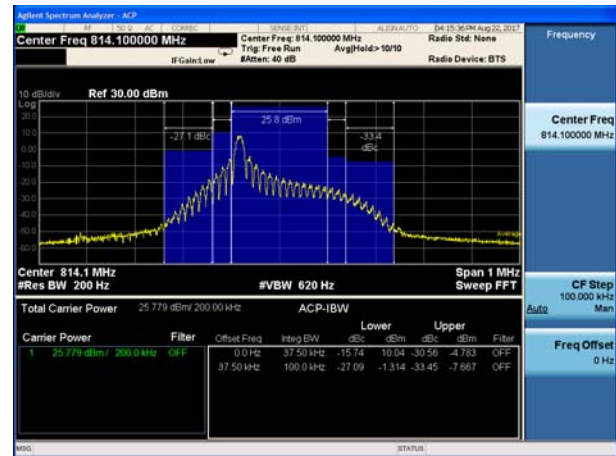 Agilent Spectrum Analyzer - ACP
RF 50 Ω AC CORREC SENSE:INT ALIGNAUTO 04:15:36 PM Aug 22, 2017
Center Freq 814.100000 MHz
Center Freq: 814.100000 MHz
Radio Std: None
Trig: Free Run Avg|Hold:>10/10
IFGain:Low #Atten: 40 dB Radio Device: BTS
10 dB/div Ref 30.00 dBm
Log
20.0
10.0
0.00
-10.0
-20.0
-30.0
-40.0
-50.0
-60.0
25.8 dBm
-27.1 dBc
-33.4
dBc
Average
Center 814.1 MHz Span 1 MHz
#Res BW 200 Hz #VBW 620 Hz Sweep FFT
Total Carrier Power 25.779 dBm/ 200.00 kHz ACP-IBW
Lower Upper
Carrier Power Filter Offset Freq Integ BW dBc dBm dBc dBm Filter
1 25.779 dBm / 200.0 kHz OFF 0.0 Hz 37.50 kHz -15.74 10.04 -30.56 -4.783 OFF
37.50 kHz 100.0 kHz -27.09 -1.314 -33.45 -7.667 OFF
Frequency
Center Freq
814.100000 MHz
CF Step
100.000 kHz
Auto Man
Freq Offset
0 Hz
MSG STATUS